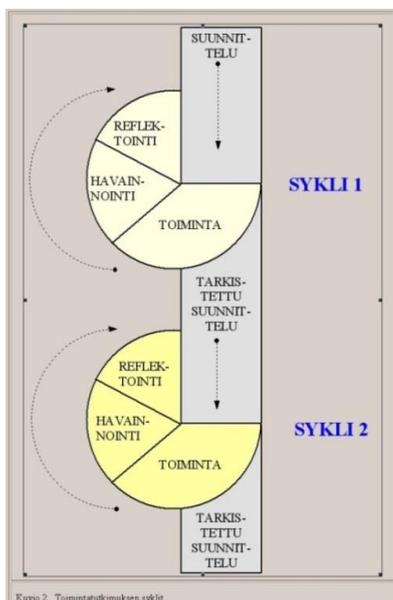 SUUNNIT-
TELU
REFLEK-
TOINTI
HAVAIN-
NOINTI
SYKLI 1
TOIMINTA
TARKIS-
TETTU
SUUNNIT-
TELU
REFLEK-
TOINTI
HAVAIN-
NOINTI
SYKLI 2
TOIMINTA
TARKIS-
TETTU
SUUNNIT-
TELU
Kuvio 2. Toimintatutkimuksen syklit